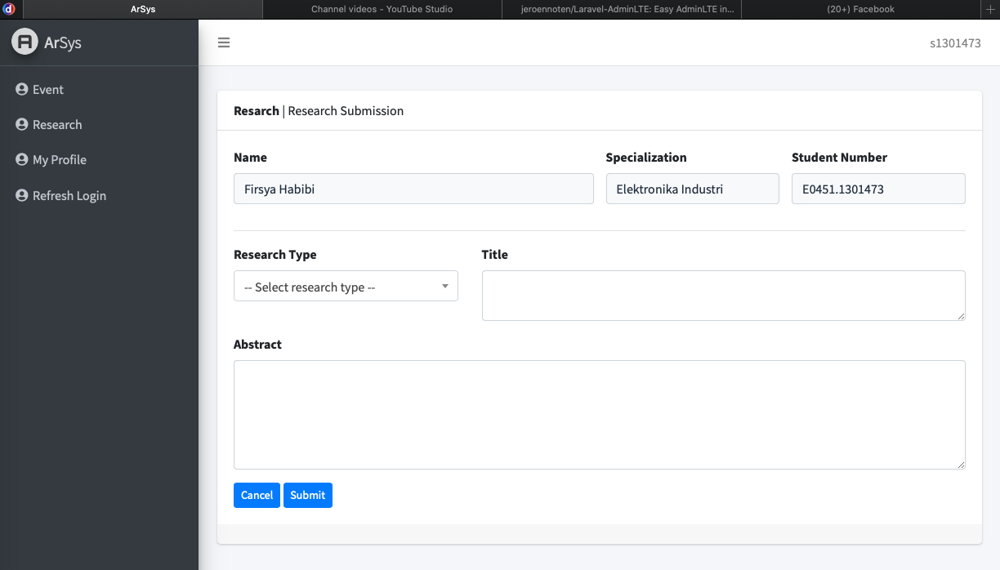 ArSys
Channel videos - YouTube Studio
jeroennoten/Laravel-AdminLTE: Easy AdminLTE in...
(20+) Facebook
ArSys
s1301473
Event
Research
My Profile
Refresh Login
Resarch | Research Submission
Name
Specialization
Student Number
Firsya Habibi
Elektronika Industri
E0451.1301473
Research Type
Title
-- Select research type --
Abstract
Cancel
Submit